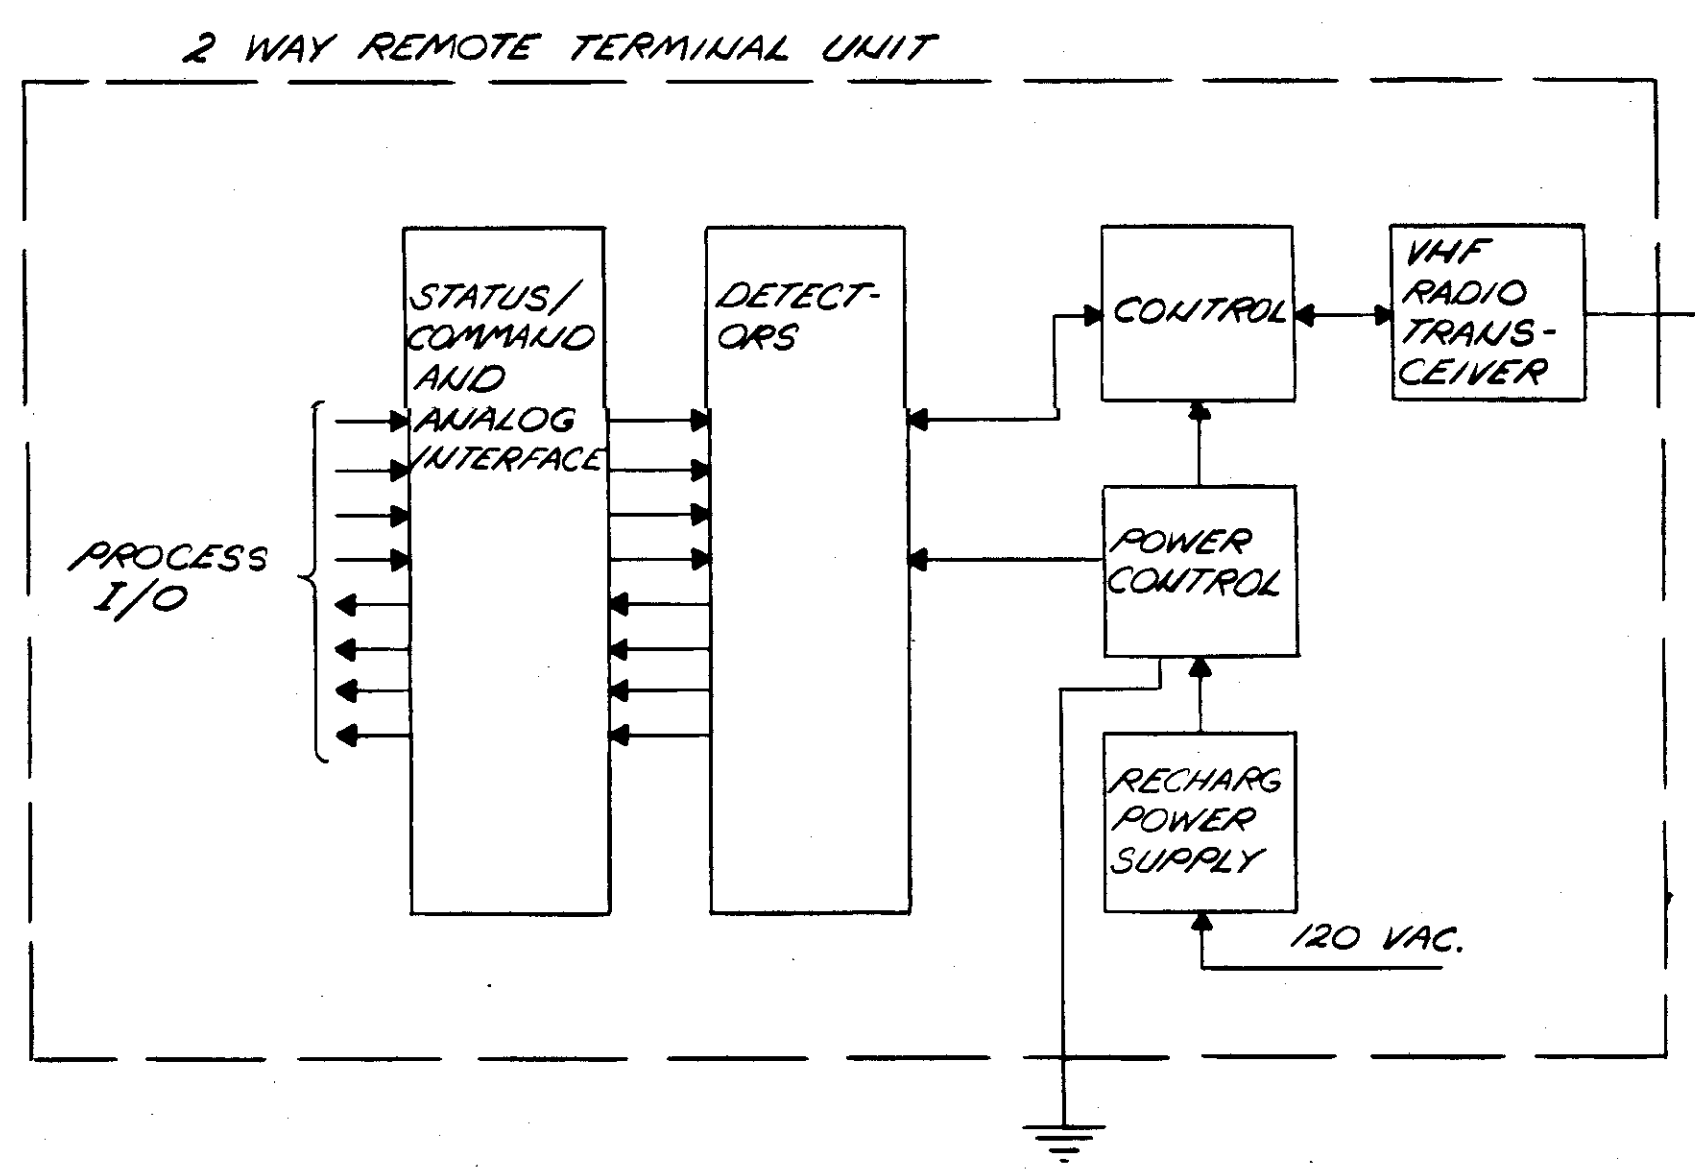 2 WAY REMOTE TERMINAL UNIT
STATUS/
COMMAND
AND
ANALOG
INTERFACE
DETECT-
ORS
CONTROL
VHF
RADIO
TRANS-
CEIVER
PROCESS
I/O
POWER
CONTROL
RECHARG
POWER
SUPPLY
120 VAC.